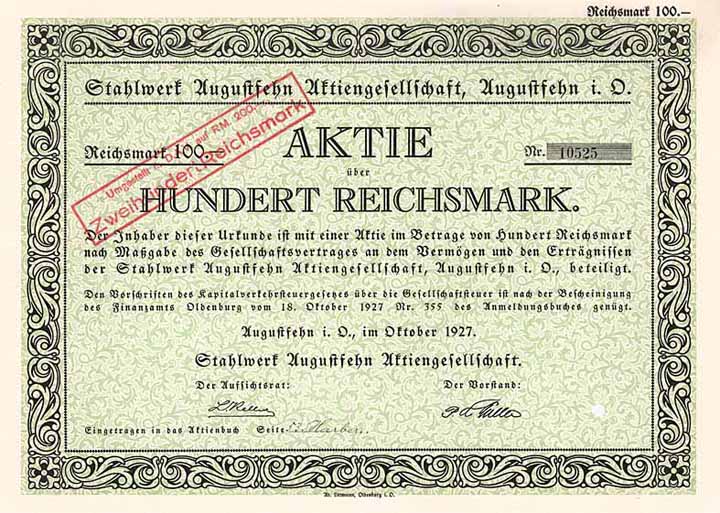 Reichsmark 100.—
Stahlwerk Augustfehn Aktiengesellschaft, Augustfehn i. O.
auf RM. 200,—
Zweihundert Reichsmark
Reichsmark 100.—
AKTIE
Nr. 10525
über
HUNDERT REICHSMARK.
Der Inhaber dieser Urkunde ist mit einer Aktie im Betrage von Hundert Reichsmark
nach Maßgabe des Gesellschaftsvertrages an dem Vermögen und den Erträgnissen
der Stahlwerk Augustfehn Aktiengesellschaft, Augustfehn i. O., beteiligt.
Den Vorschriften des Kapitalverkehrsteuergesetzes über die Gesellschaftsteuer ist nach der Bescheinigung
des Finanzamts Oldenburg vom 18. Oktober 1927 Nr. 355 des Anmeldungsbuches genügt.
Augustfehn i. O., im Oktober 1927.
Stahlwerk Augustfehn Aktiengesellschaft.
Der Aufsichtsrat:
Der Vorstand:
Eingetragen in das Aktienbuch Seite
Ad. Littmann, Oldenburg i. O.